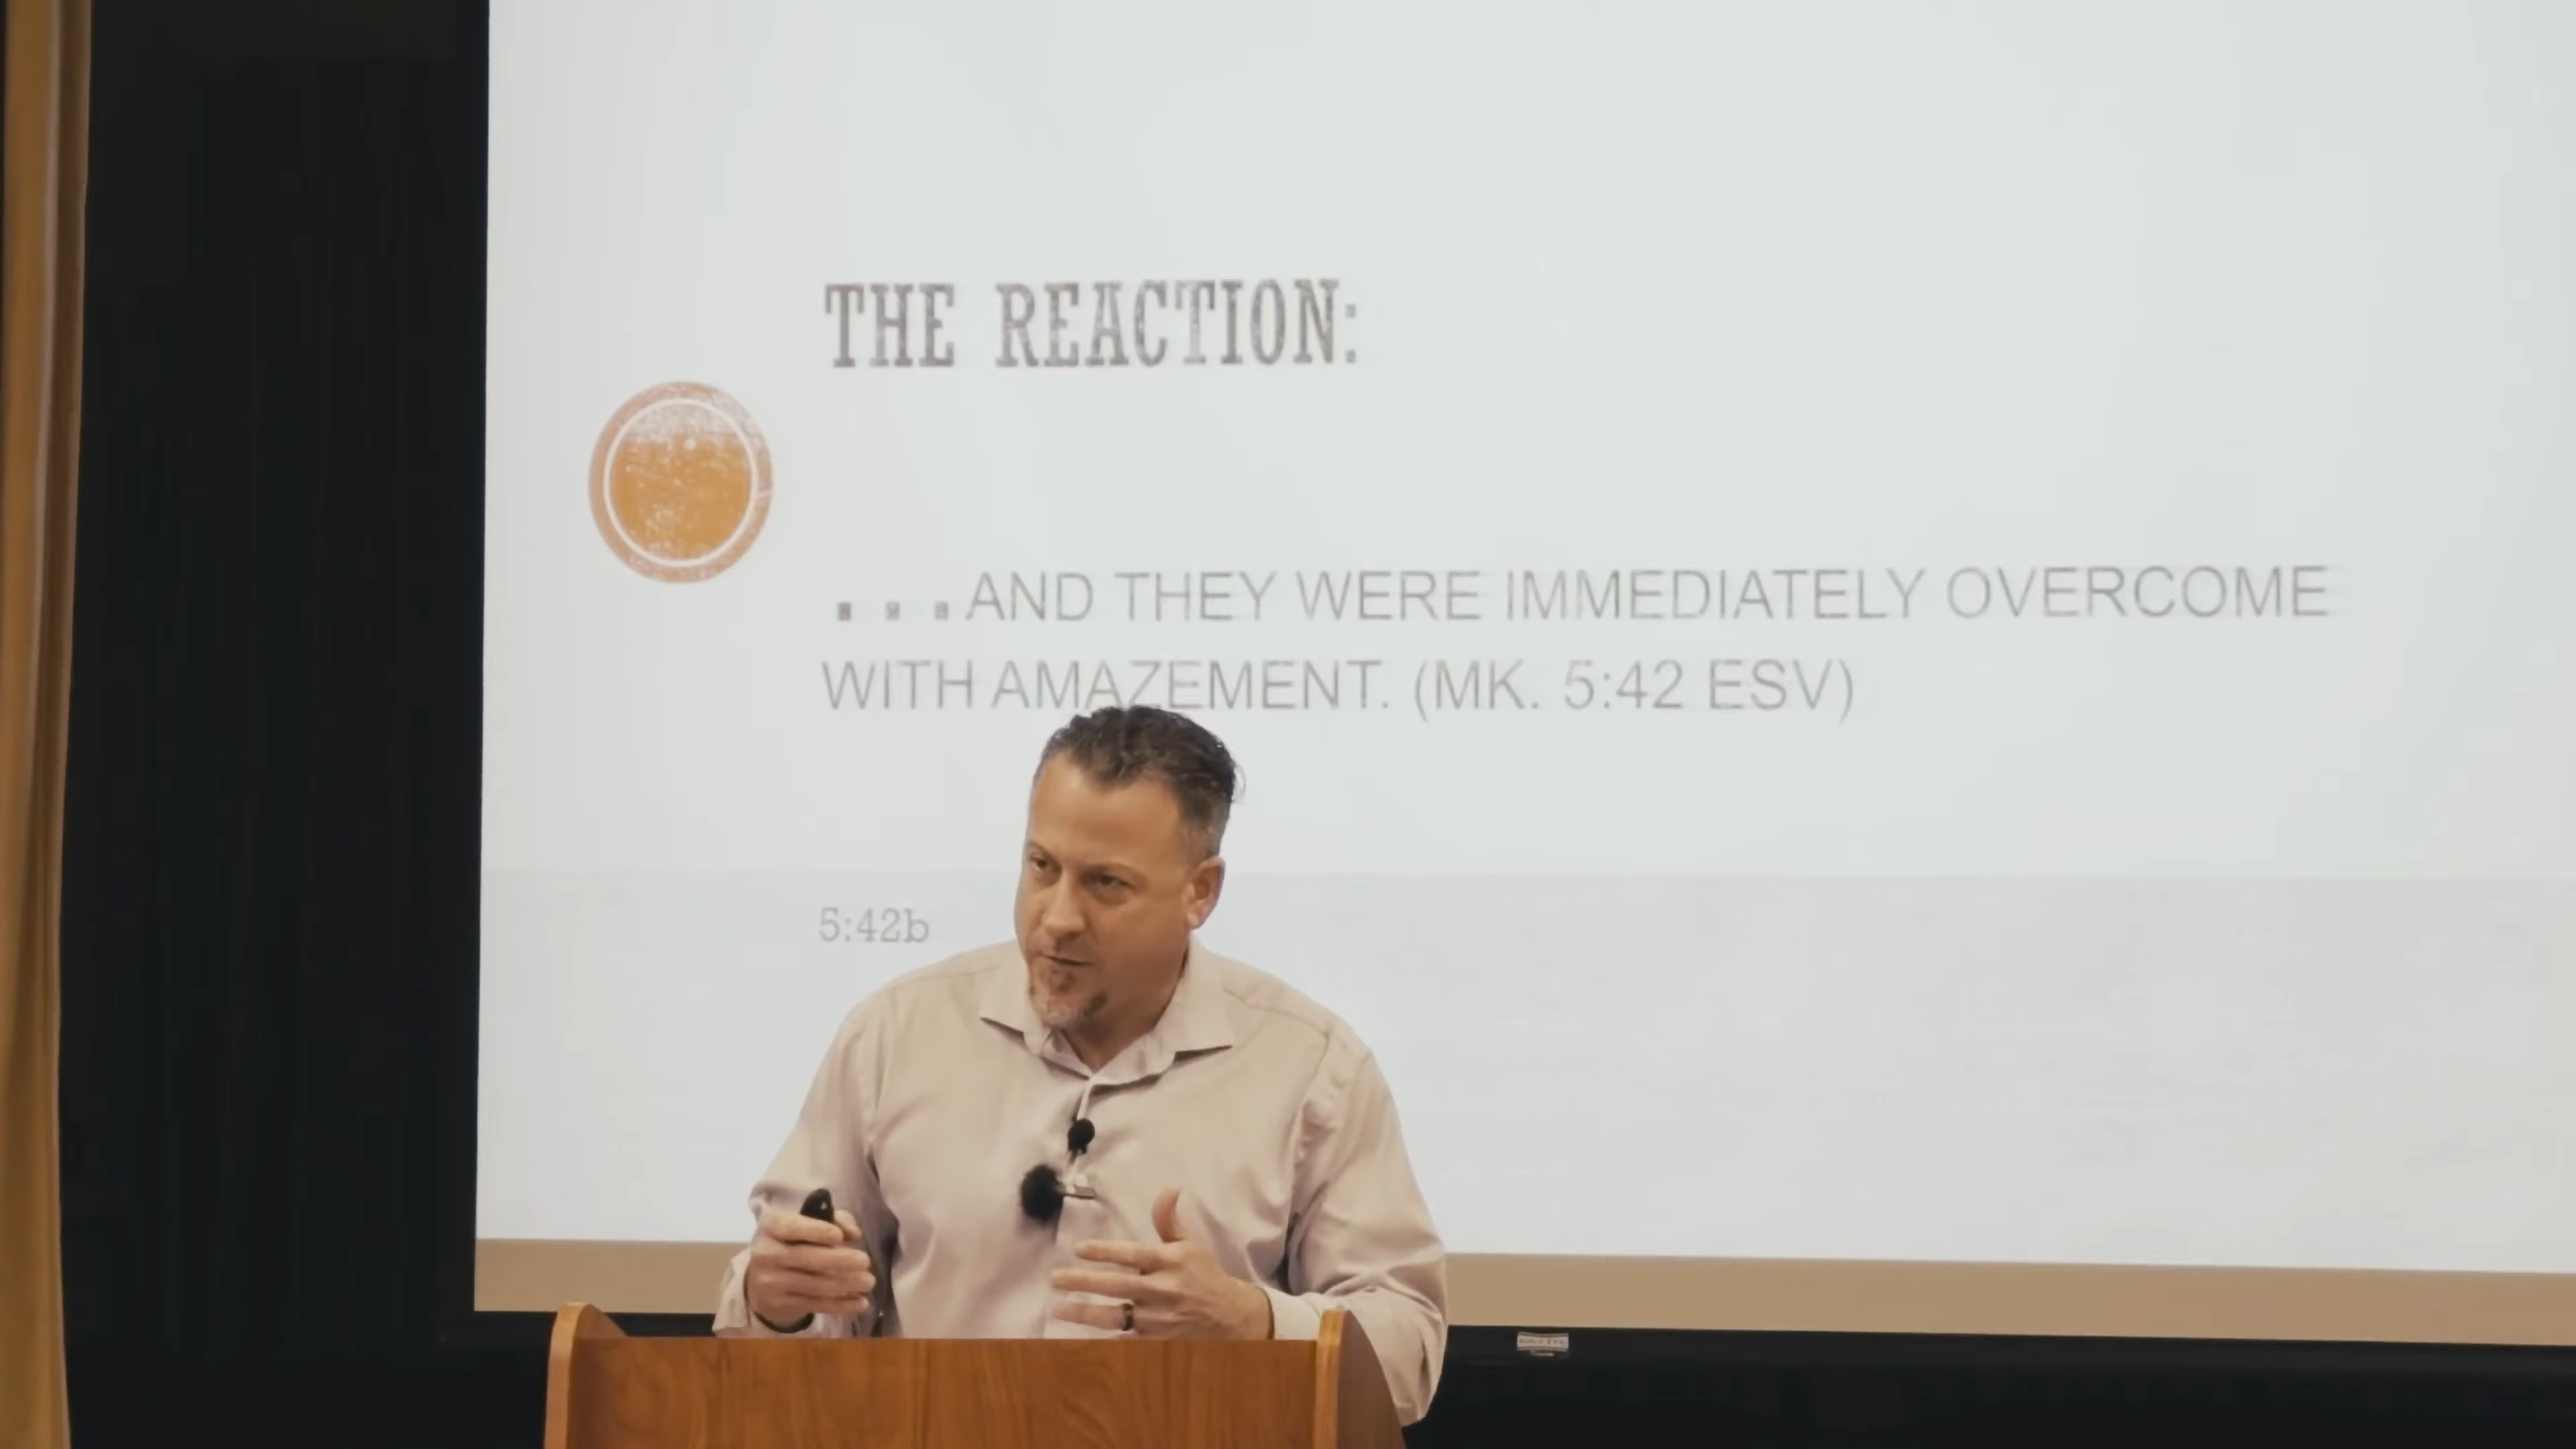 THE REACTION:
...AND THEY WERE IMMEDIATELY OVERCOME
WITH AMAZEMENT. (MK. 5:42 ESV)
5:42b